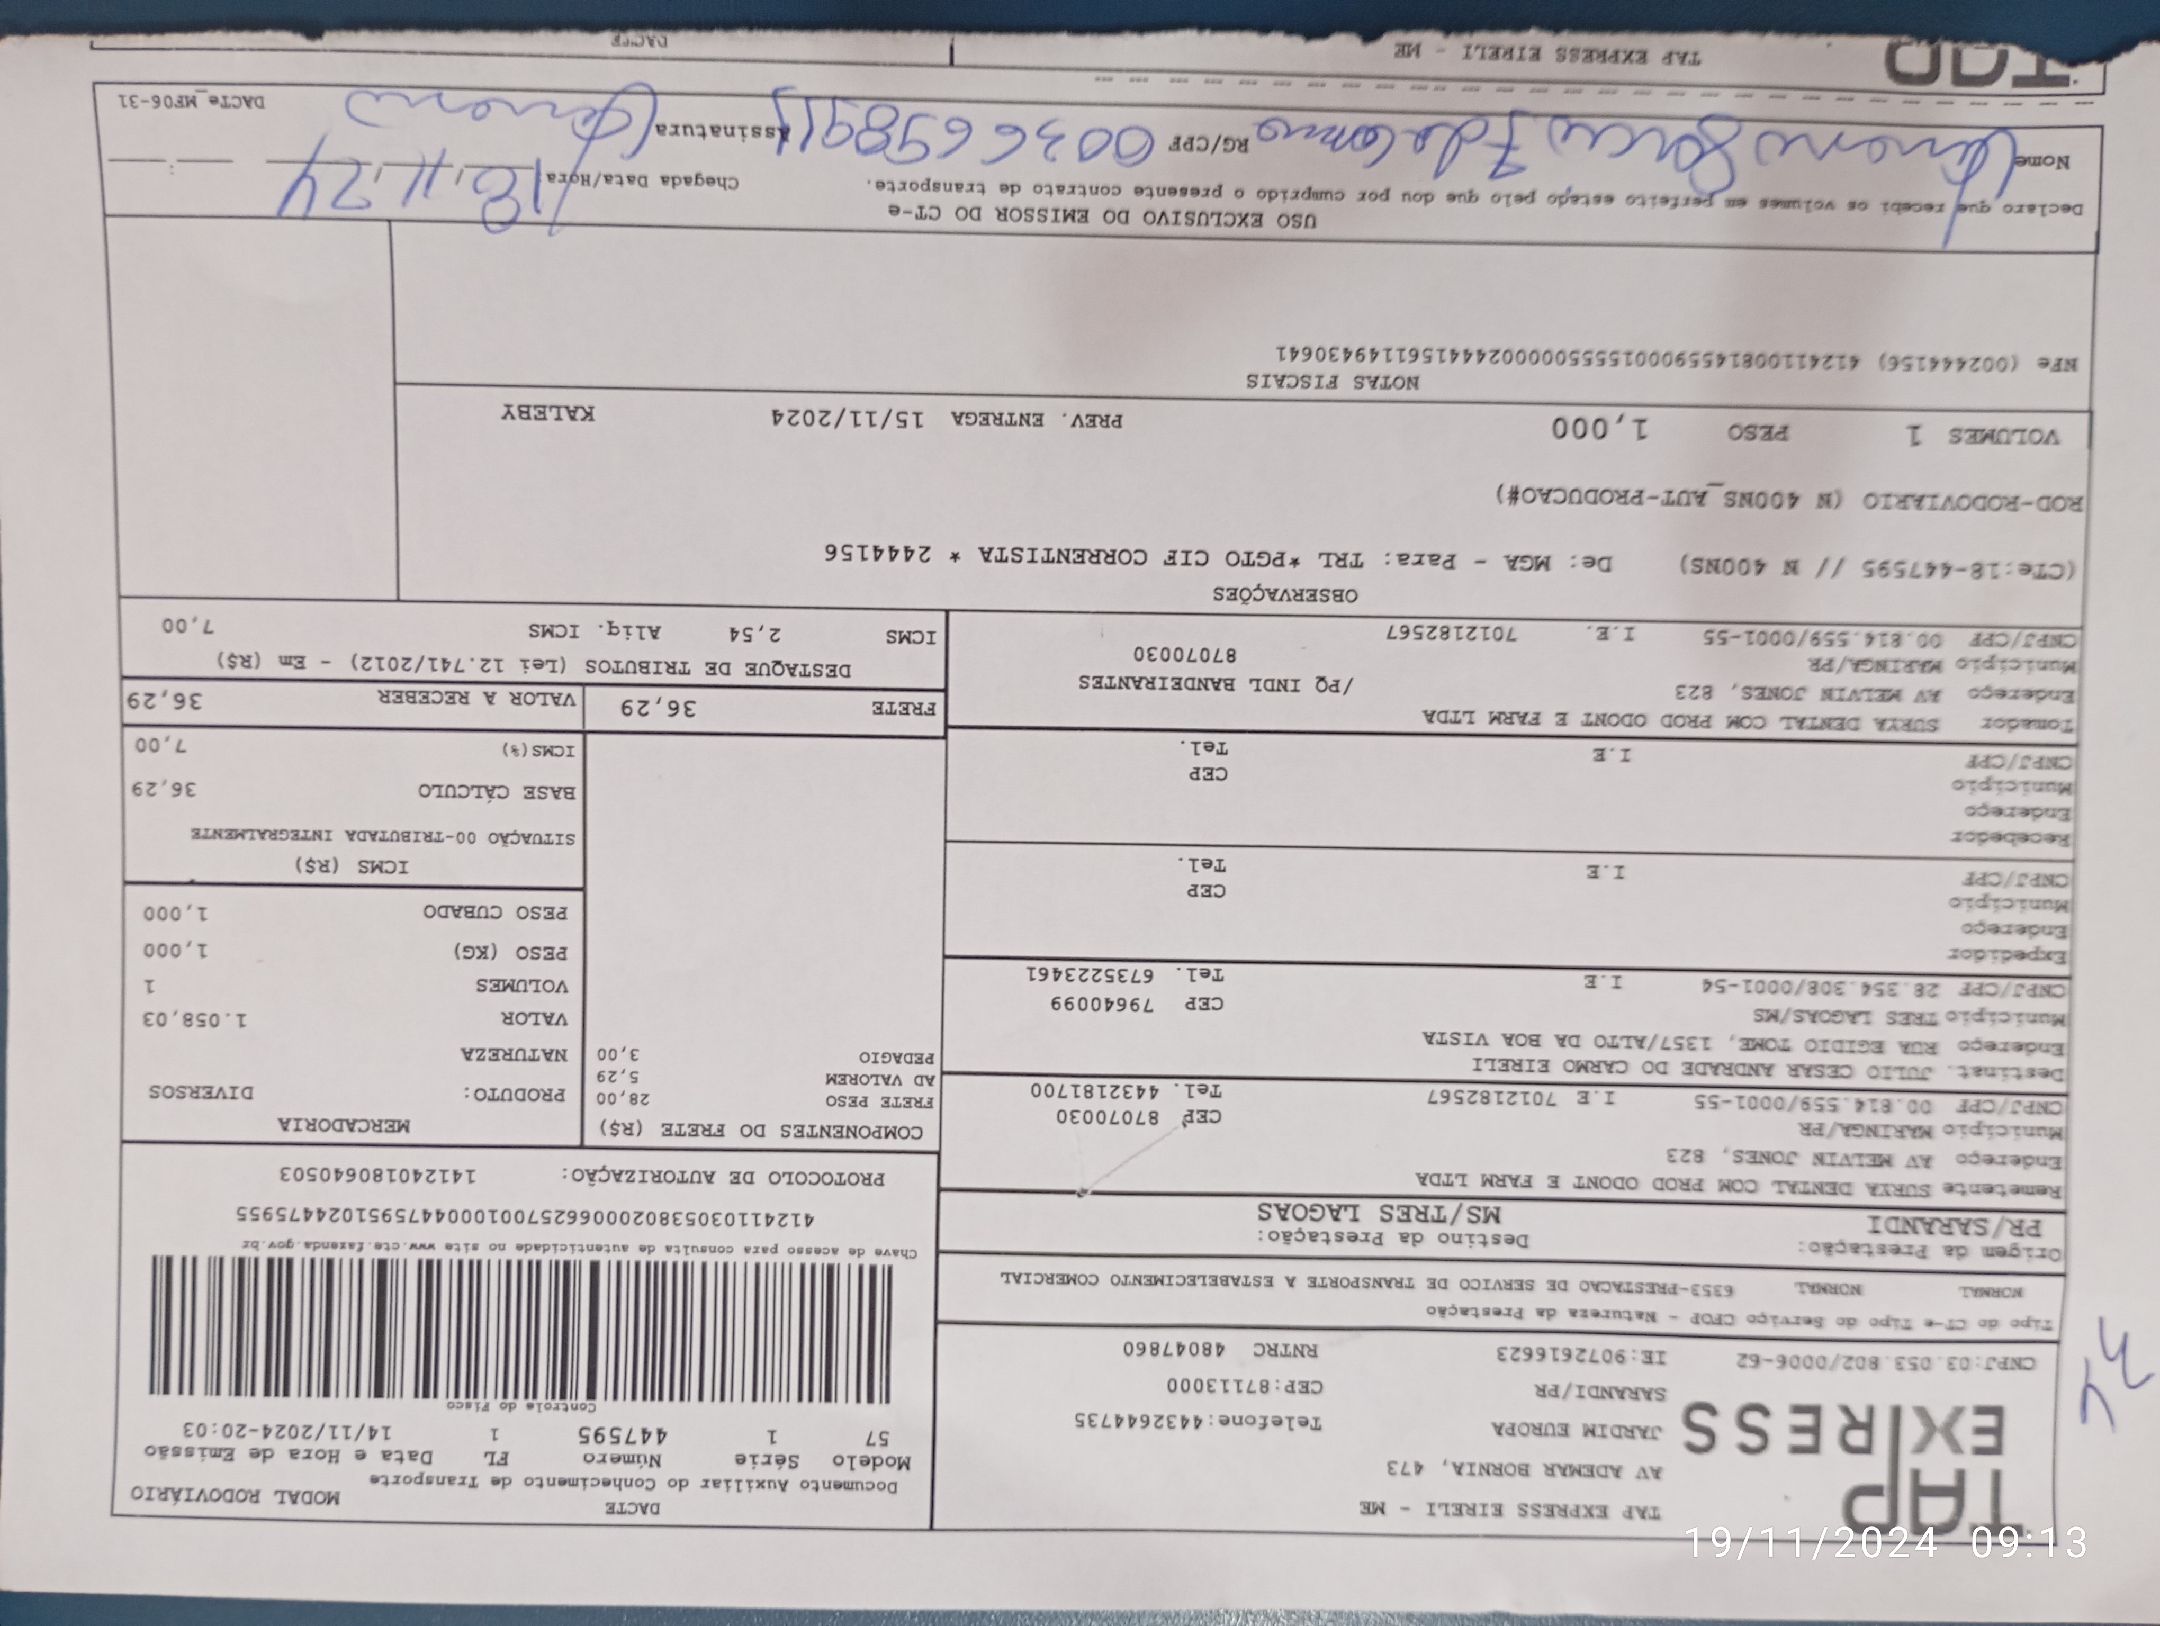 TAP
EXPRESS
TAP EXPRESS EIRELI - ME
AV ADEMAR BORNIA, 473
JARDIM EUROPA Telefone:4432644735
SARANDI/PR CEP:87113000
CNPJ:03.053.802/0006-62 IE:9072616623 RNTRC 48047860
DACTE MODAL RODOVIÁRIO
Documento Auxiliar do Conhecimento de Transporte
Modelo Série Número FL Data e Hora de Emissão
57 1 447595 1 14/11/2024-20:03
Controle do Fisco
Chave de acesso para consulta de autenticidade no site www.cte.fazenda.gov.br
41241103053802000662570010004475951024475955
PROTOCOLO DE AUTORIZAÇÃO: 141240180640503
Tipo do CT-e Tipo do Serviço CFOP - Natureza da Prestação
NORMAL NORMAL 6353-PRESTACAO DE SERVICO DE TRANSPORTE A ESTABELECIMENTO COMERCIAL
Origem da Prestação: Destino da Prestação:
PR/SARANDI MS/TRES LAGOAS
Remetente SURYA DENTAL COM PROD ODONT E FARM LTDA
Endereço AV MELVIN JONES, 823
Município MARINGA/PR CEP 87070030
CNPJ/CPF 00.814.559/0001-55 I.E 7012182567 Tel. 4432181700
Destinat. JULIO CESAR ANDRADE DO CARMO EIRELI
Endereço RUA EGIDIO TOME, 1357/ALTO DA BOA VISTA
Município TRES LAGOAS/MS CEP 79640099
CNPJ/CPF 28.354.308/0001-54 I.E Tel. 6735223461
Expedidor
Endereço
Município CEP
CNPJ/CPF I.E Tel.
Recebedor
Endereço
Município CEP
CNPJ/CPF I.E Tel.
Tomador SURYA DENTAL COM PROD ODONT E FARM LTDA
Endereço AV MELVIN JONES, 823 /PQ INDL BANDEIRANTES
Município MARINGA/PR 87070030
CNPJ/CPF 00.814.559/0001-55 I.E. 7012182567
COMPONENTES DO FRETE (R$)
FRETE PESO 28,00
AD VALOREM 5,29
PEDAGIO 3,00
MERCADORIA
PRODUTO: DIVERSOS
NATUREZA
VALOR 1.058,03
VOLUMES 1
PESO (KG) 1,000
PESO CUBADO 1,000
ICMS (R$)
SITUAÇÃO 00-TRIBUTADA INTEGRALMENTE
BASE CÁLCULO 36,29
ICMS(%) 7,00
FRETE 36,29 VALOR A RECEBER 36,29
DESTAQUE DE TRIBUTOS (Lei 12.741/2012) - Em (R$)
ICMS 2,54 Aliq. ICMS 7,00
OBSERVAÇÕES
(CTe:18-447595 // N 400NS) De: MGA - Para: TRL *PGTO CIF CORRENTISTA * 2444156
ROD-RODOVIARIO (N 400NS_AUT-PRODUCAO#)
VOLUMES 1 PESO 1,000 PREV. ENTREGA 15/11/2024 KALEBY
NOTAS FISCAIS
NFe (002444156) 41241100814559000155550000024441561149430641
USO EXCLUSIVO DO EMISSOR DO CT-e
Declaro que recebi os volumes em perfeito estado pelo que dou por cumprido o presente contrato de transporte. Chegada Data/Hora: 18,11,24
Nome RG/CPF Assinatura
DACTe_MF06-31
TAP EXPRESS EIRELI - ME DACTE
19/11/2024 09:13